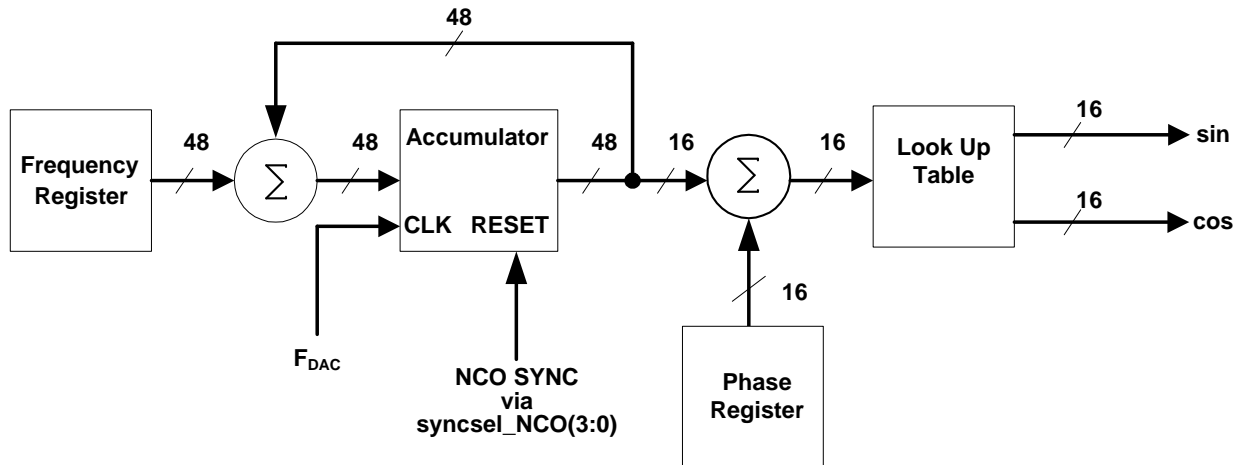 48
Frequency
Register
48
Σ
48
Accumulator
CLK RESET
48
16
Σ
16
Look Up
Table
16
sin
16
cos
F_DAC
NCO SYNC
via
syncsel_NCO(3:0)
16
Phase
Register